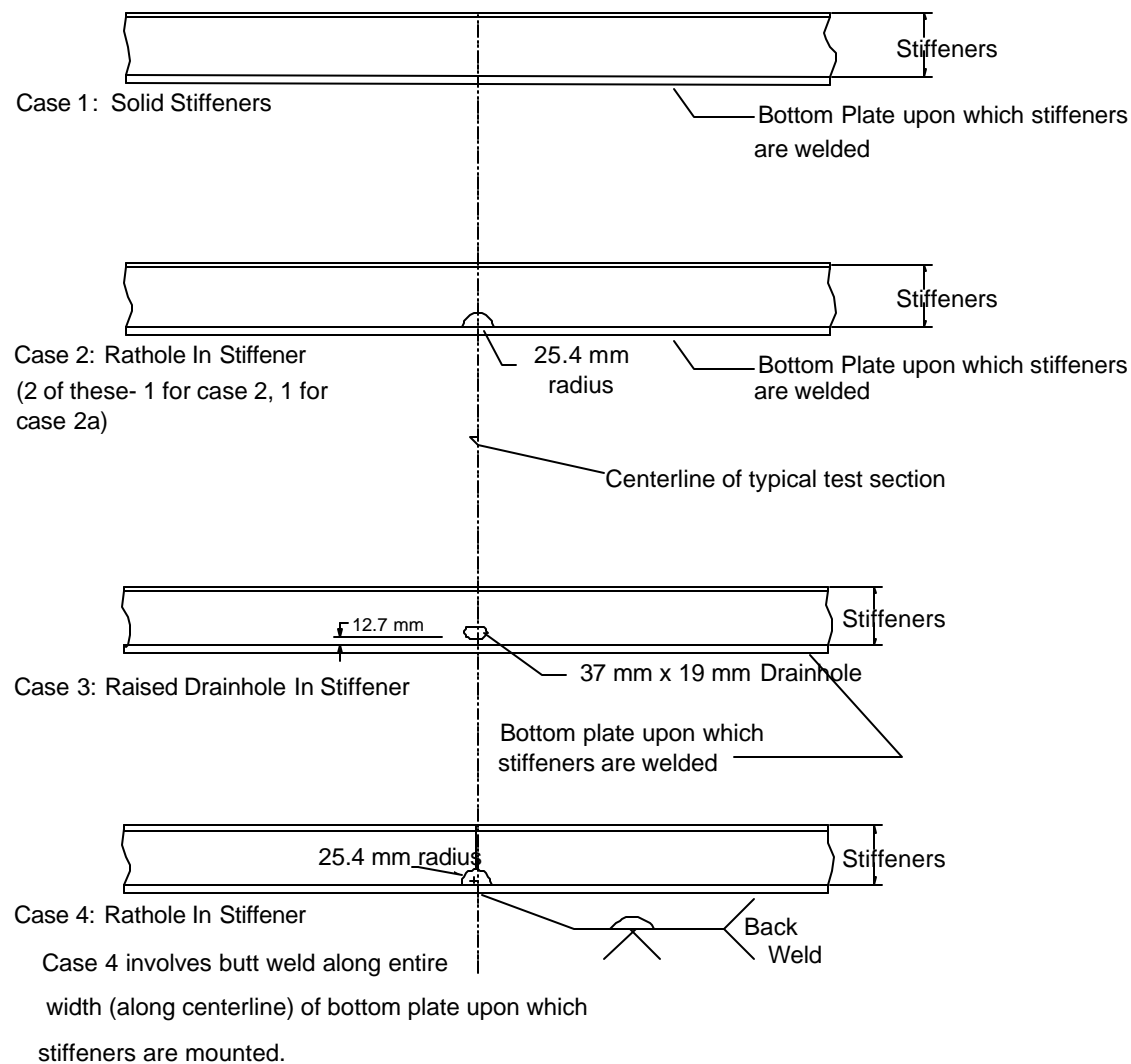 Stiffeners
Case 1: Solid Stiffeners
Bottom Plate upon which stiffeners
are welded
Stiffeners
Case 2: Rathole In Stiffener
(2 of these- 1 for case 2, 1 for
case 2a)
25.4 mm
radius
Bottom Plate upon which stiffeners
are welded
Centerline of typical test section
12.7 mm
Stiffeners
Case 3: Raised Drainhole In Stiffener
37 mm x 19 mm Drainhole
Bottom plate upon which
stiffeners are welded
25.4 mm radius
Stiffeners
Case 4: Rathole In Stiffener
Back
Weld
Case 4 involves butt weld along entire
width (along centerline) of bottom plate upon which
stiffeners are mounted.